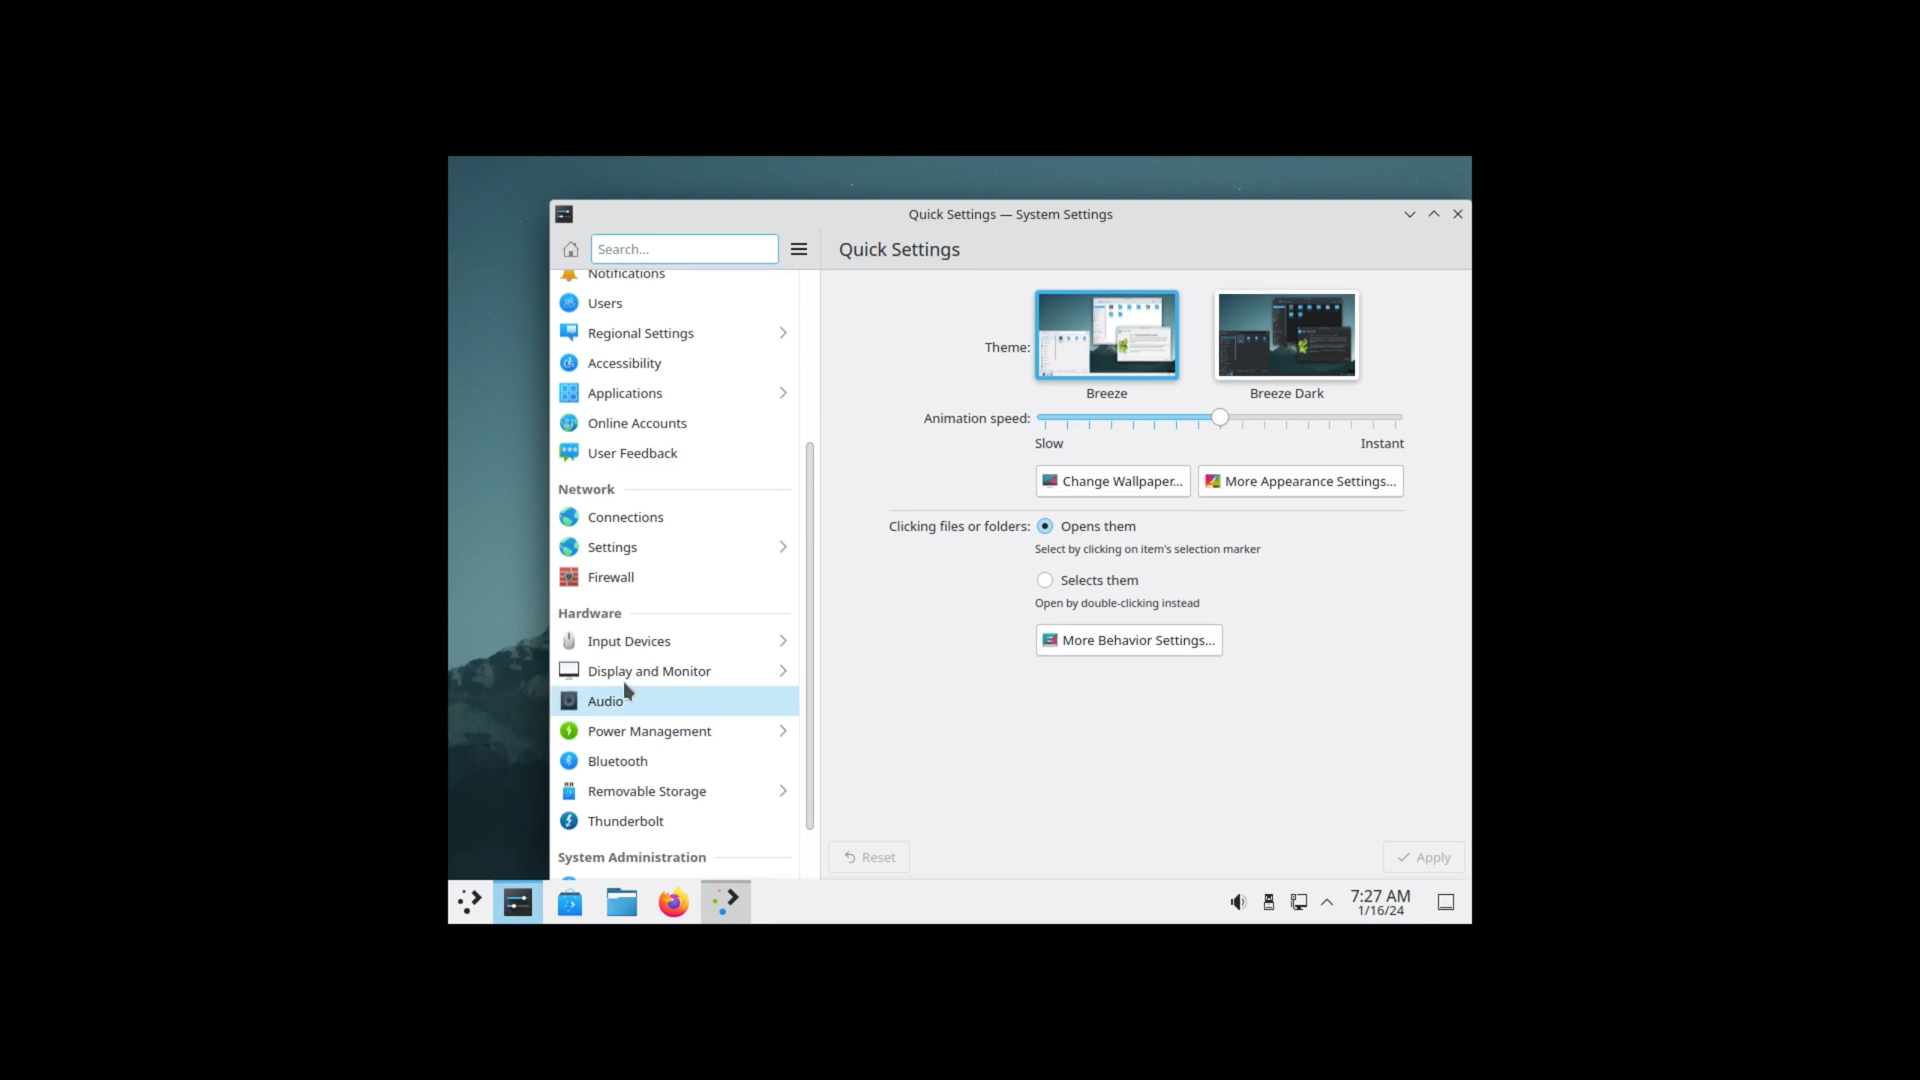 Quick Settings — System Settings
Search...
Quick Settings
Notifications
Users
Regional Settings
Accessibility
Applications
Online Accounts
User Feedback
Network
Connections
Settings
Firewall
Hardware
Input Devices
Display and Monitor
Audio
Power Management
Bluetooth
Removable Storage
Thunderbolt
System Administration
Theme:
Breeze
Breeze Dark
Animation speed:
Slow
Instant
Change Wallpaper...
More Appearance Settings...
Clicking files or folders:
Opens them
Select by clicking on item's selection marker
Selects them
Open by double-clicking instead
More Behavior Settings...
Reset
Apply
7:27 AM
1/16/24